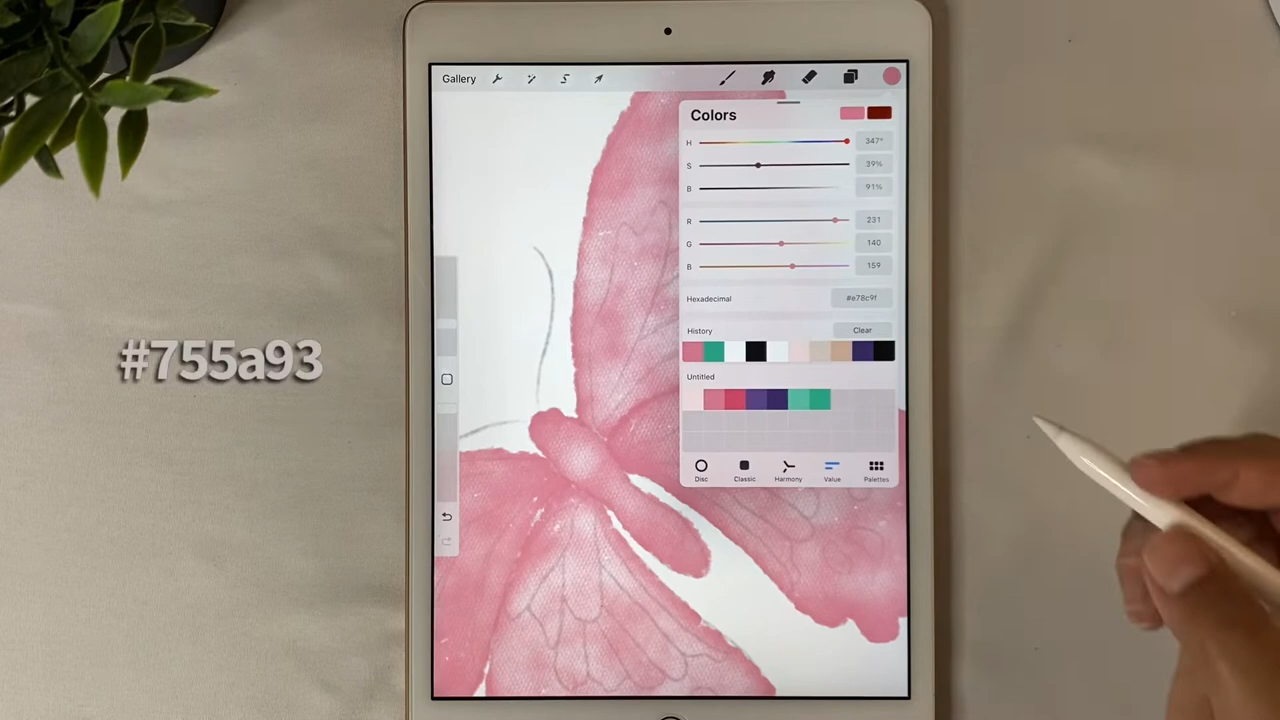 Gallery
Colors
H 347°
S 39%
B 91%
R 231
G 140
B 159
Hexadecimal #e78c9f
History Clear
Untitled
Disc Classic Harmony Value Palettes
#755a93